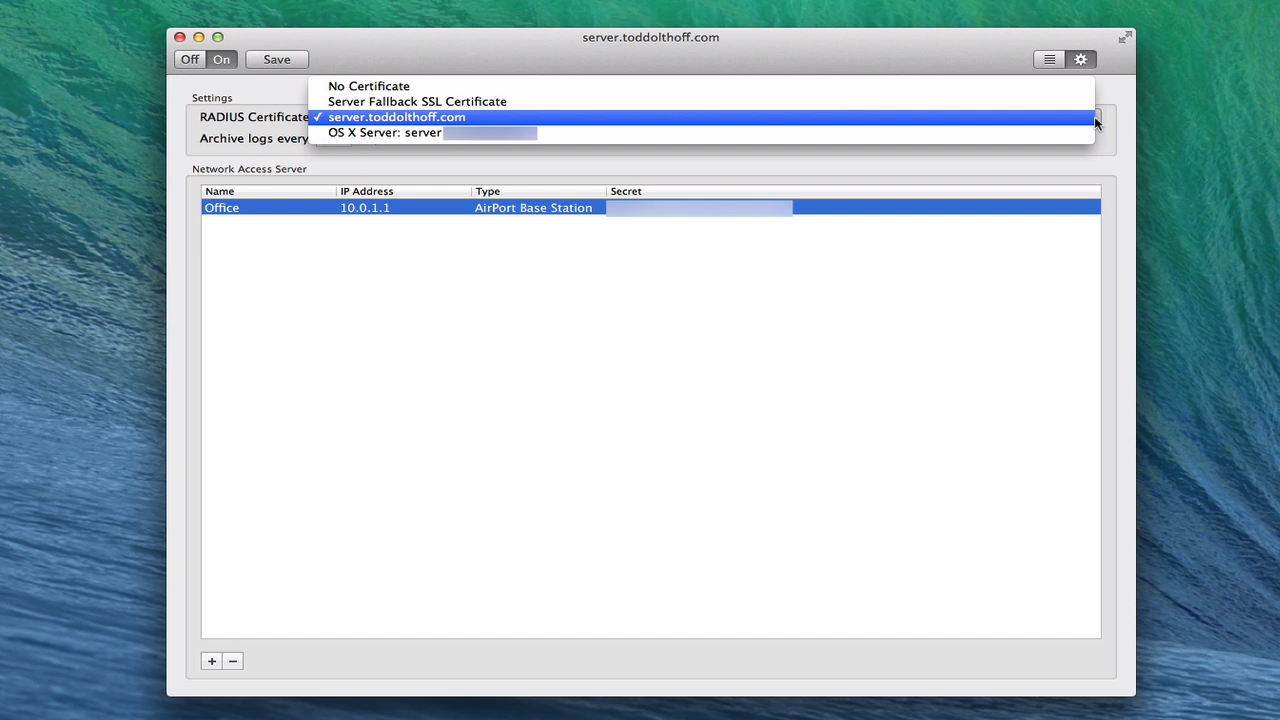 server.toddolthoff.com
Off On Save
No Certificate
Settings
Server Fallback SSL Certificate
RADIUS Certificate ✓ server.toddolthoff.com
OS X Server: server
Archive logs every
Network Access Server
Name IP Address Type Secret
Office 10.0.1.1 AirPort Base Station
+ −